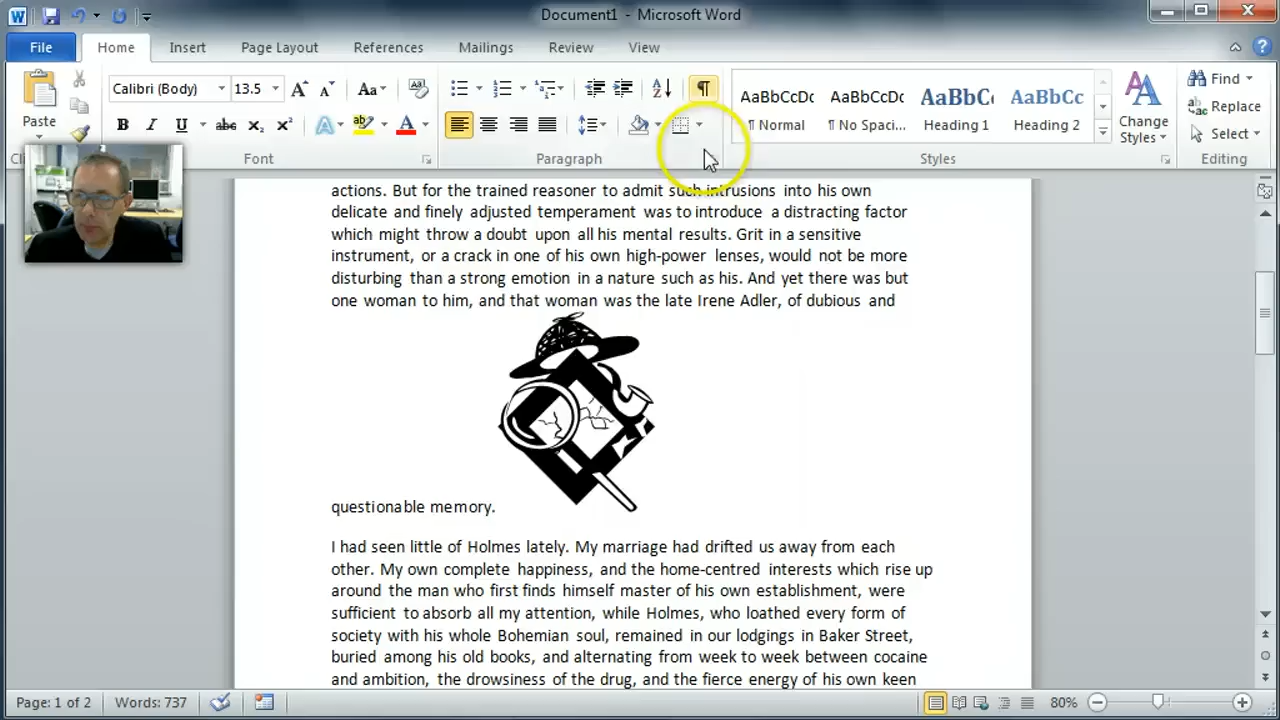 Document1 - Microsoft Word
File Home Insert Page Layout References Mailings Review View
Calibri (Body) 13.5 A A Aa
Paste
B I U abc x₂ x² A A A
AaBbCcDc AaBbCcDc AaBbC AaBbCc
¶ Normal ¶ No Spaci... Heading 1 Heading 2
Change
Styles
Find
Replace
Select
Font Paragraph Styles Editing
actions. But for the trained reasoner to admit such intrusions into his own
delicate and finely adjusted temperament was to introduce a distracting factor
which might throw a doubt upon all his mental results. Grit in a sensitive
instrument, or a crack in one of his own high-power lenses, would not be more
disturbing than a strong emotion in a nature such as his. And yet there was but
one woman to him, and that woman was the late Irene Adler, of dubious and
questionable memory.
I had seen little of Holmes lately. My marriage had drifted us away from each
other. My own complete happiness, and the home-centred interests which rise up
around the man who first finds himself master of his own establishment, were
sufficient to absorb all my attention, while Holmes, who loathed every form of
society with his whole Bohemian soul, remained in our lodgings in Baker Street,
buried among his old books, and alternating from week to week between cocaine
and ambition, the drowsiness of the drug, and the fierce energy of his own keen
Page: 1 of 2 Words: 737 80%